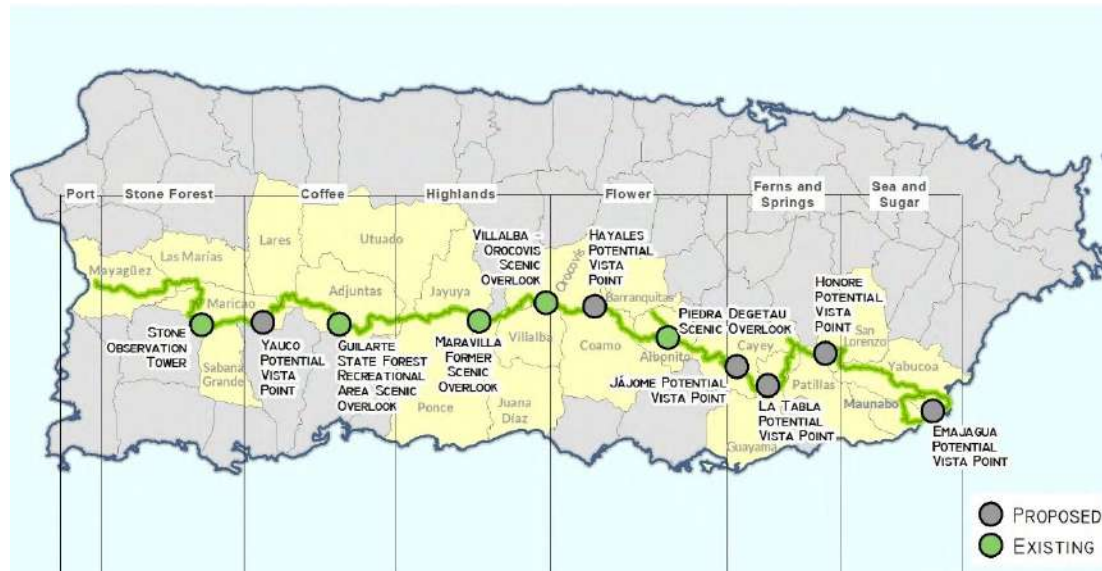 Port
Stone Forest
Coffee
Highlands
Flower
Ferns and
Springs
Sea and
Sugar
Lares
Utuado
VILLALBA -
OROCOVIS
SCENIC
OVERLOOK
Orocovis
HAYALES
POTENTIAL
VISTA
POINT
Mayagüez
Las Marías
Maricao
Adjuntas
Jayuya
Barranquitas
HONORE
POTENTIAL
VISTA
POINT
STONE
OBSERVATION
TOWER
Sabana
Grande
YAUCO
POTENTIAL
VISTA
POINT
GUILARTE
STATE FOREST
RECREATIONAL
AREA SCENIC
OVERLOOK
MARAVILLA
FORMER
SCENIC
OVERLOOK
Villalba
Coamo
PIEDRA DEGETAU
SCENIC OVERLOOK
Aibonito
Cayey
San
Lorenzo
Yabucoa
JÁJOME POTENTIAL
VISTA POINT
Patillas
LA TABLA
POTENTIAL
VISTA POINT
Ponce
Juana
Díaz
Guayama
Maunabo
EMAJAGUA
POTENTIAL
VISTA POINT
PROPOSED
EXISTING